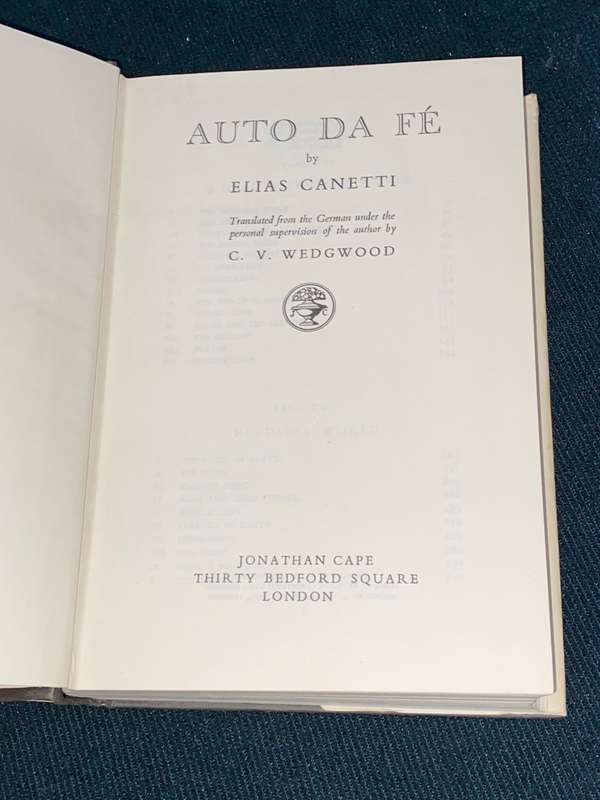 AUTO DA FÉ
by
ELIAS CANETTI
Translated from the German under the
personal supervision of the author by
C. V. WEDGWOOD
J C
JONATHAN CAPE
THIRTY BEDFORD SQUARE
LONDON